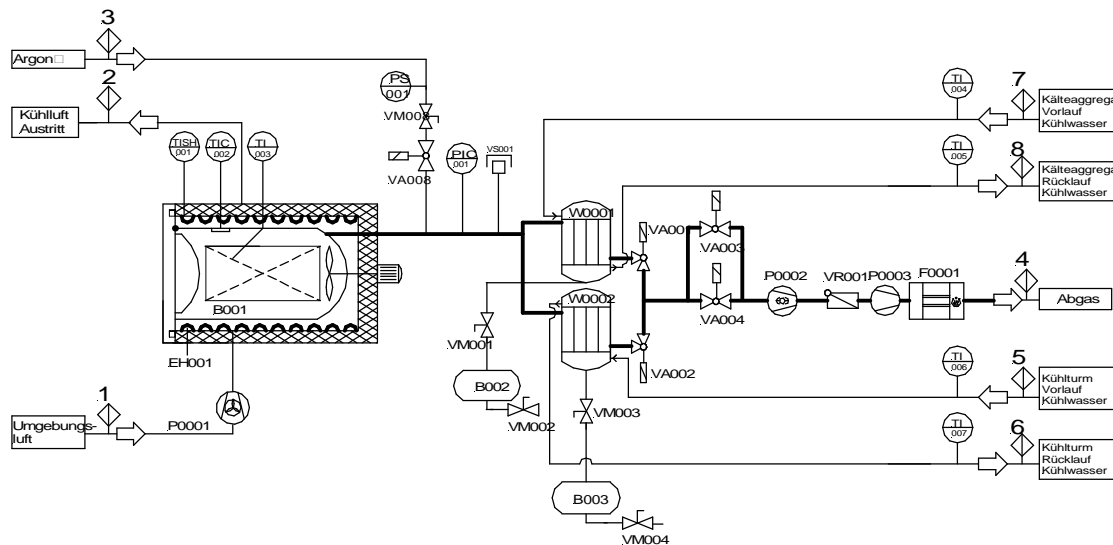 3
Argon
2
Kühlluft
Austritt
TISH
001
TIC
002
TI
003
PS
001
VM008
VA008
PIC
001
VS001
7
TI
004
Kälteaggrega
Vorlauf
Kühlwasser
8
TI
005
Kälteaggrega
Rücklauf
Kühlwasser
W0001
VA00
VA003
B001
P0002
VR001
P0003
F0001
4
Abgas
W0002
VA004
VM001
EH001
B002
VA002
VM002
VM003
TI
006
5
Kühlturm
Vorlauf
Kühlwasser
1
Umgebungs-
luft
P0001
TI
007
6
Kühlturm
Rücklauf
Kühlwasser
B003
VM004